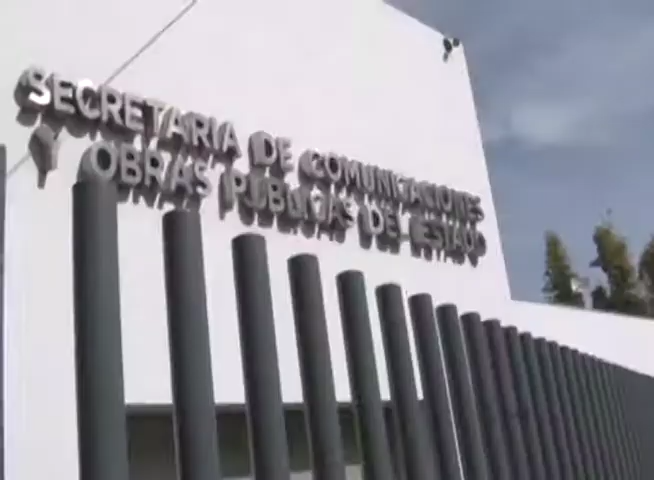 SECRETARIA DE COMUNICACIONES
Y OBRAS PUBLICAS DEL ESTADO